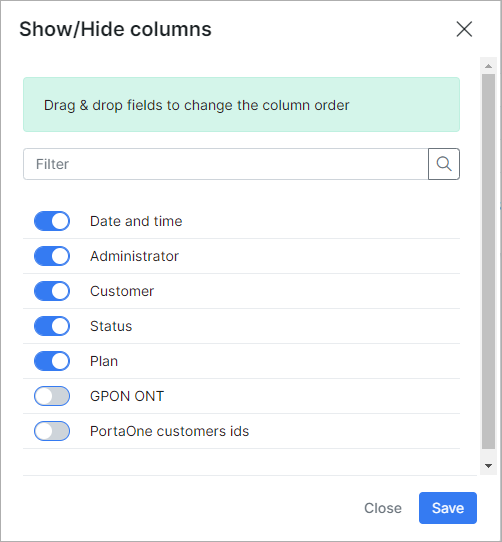 Show/Hide columns
Drag & drop fields to change the column order
Filter
Date and time
Administrator
Customer
Status
Plan
GPON ONT
PortaOne customers ids
Close Save